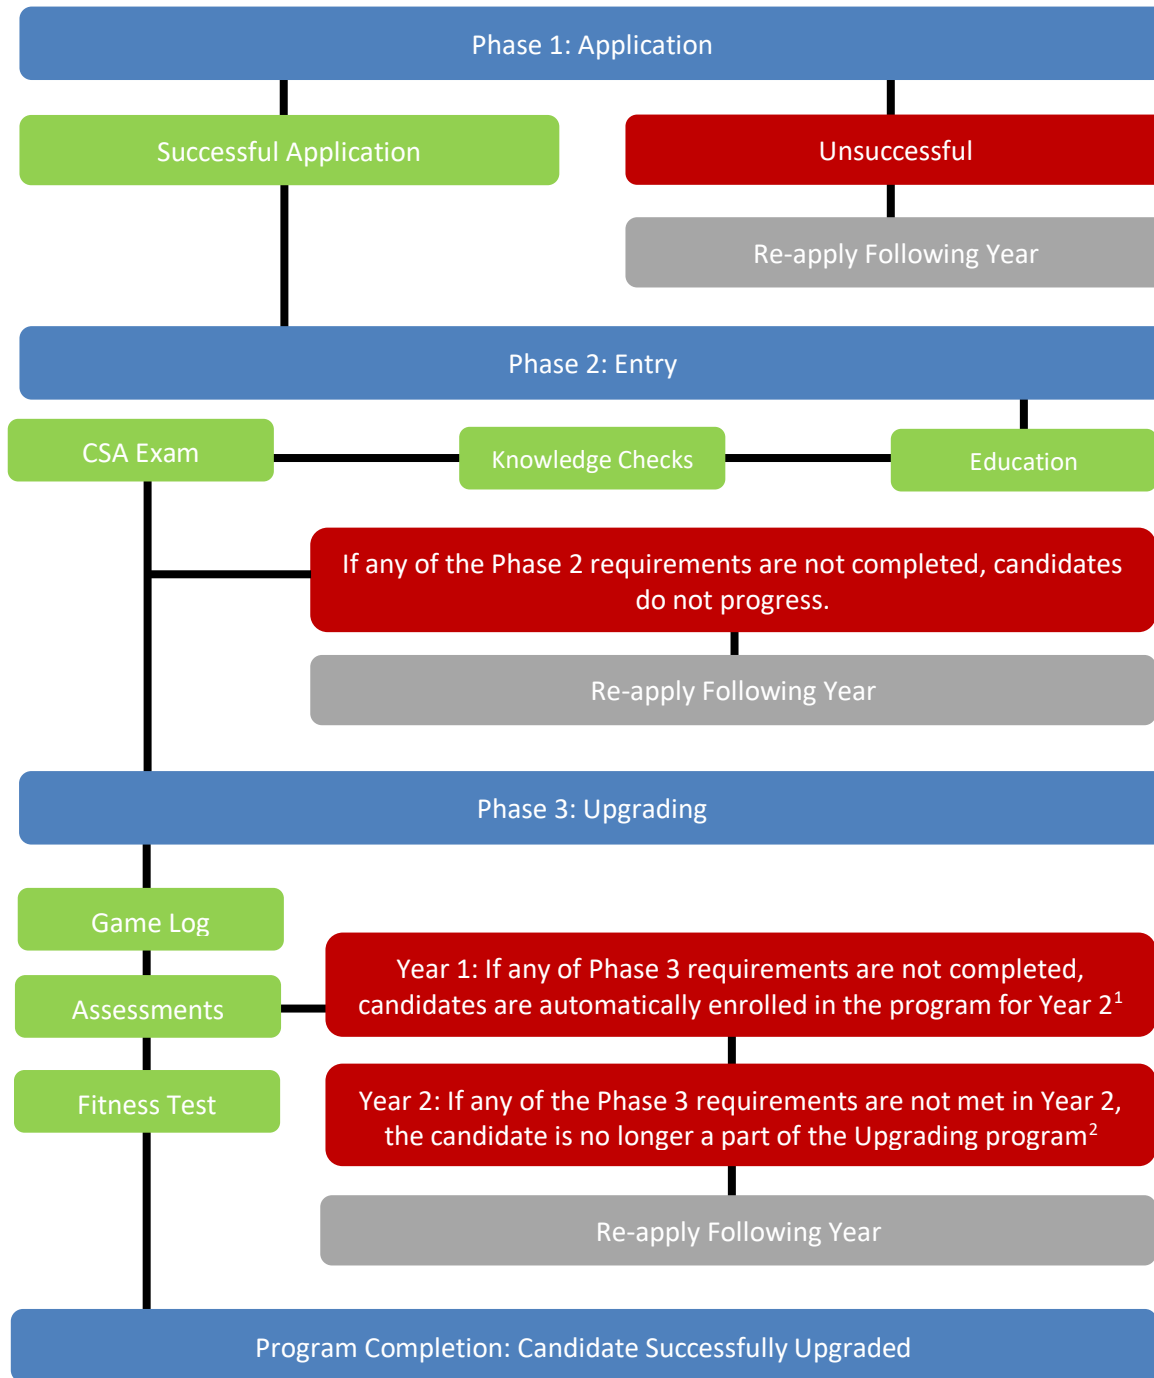 Phase 1: Application
Successful Application
Unsuccessful
Re-apply Following Year
Phase 2: Entry
CSA Exam
Knowledge Checks
Education
If any of the Phase 2 requirements are not completed, candidates
do not progress.
Re-apply Following Year
Phase 3: Upgrading
Game Log
Assessments
Fitness Test
Year 1: If any of Phase 3 requirements are not completed,
candidates are automatically enrolled in the program for Year 2¹
Year 2: If any of the Phase 3 requirements are not met in Year 2,
the candidate is no longer a part of the Upgrading program²
Re-apply Following Year
Program Completion: Candidate Successfully Upgraded